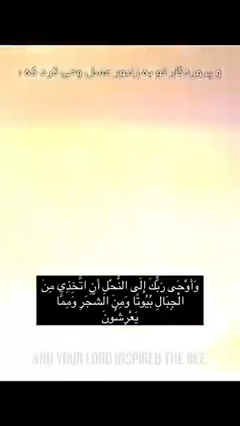 و پروردگار تو به زنبور عسل وحی کرد که :
وَأَوْحَى رَبُّكَ إِلَى النَّحْلِ أَنِ اتَّخِذِي مِنَ
الْجِبَالِ بُيُوتًا وَمِنَ الشَّجَرِ وَمِمَّا
يَعْرِشُونَ
AND YOUR LORD INSPIRED THE BEE,